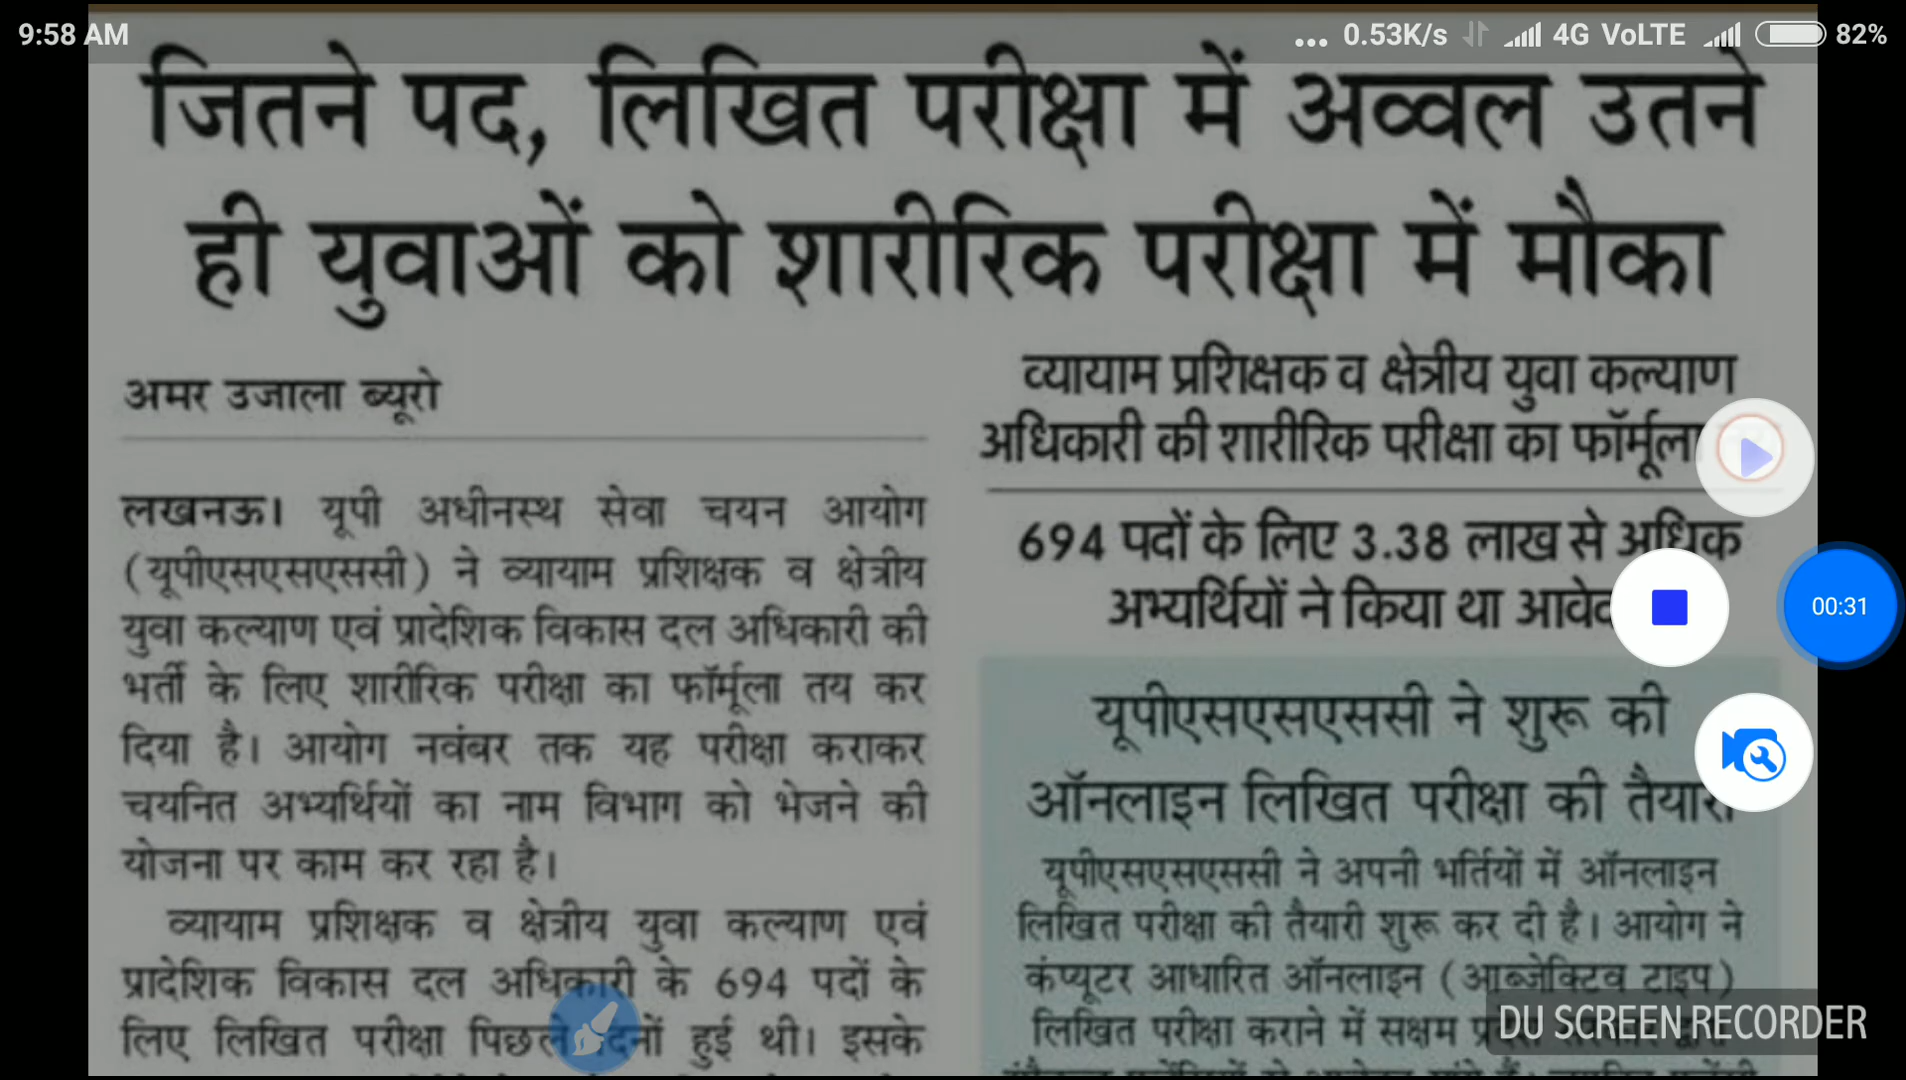 9:58 AM
... 0.53K/s 4G VoLTE 82%
जितने पद, लिखित परीक्षा में अव्वल उतने
ही युवाओं को शारीरिक परीक्षा में मौका
अमर उजाला ब्यूरो
लखनऊ। यूपी अधीनस्थ सेवा चयन आयोग
(यूपीएसएसएससी) ने व्यायाम प्रशिक्षक व क्षेत्रीय
युवा कल्याण एवं प्रादेशिक विकास दल अधिकारी की
भर्ती के लिए शारीरिक परीक्षा का फॉर्मूला तय कर
दिया है। आयोग नवंबर तक यह परीक्षा कराकर
चयनित अभ्यर्थियों का नाम विभाग को भेजने की
योजना पर काम कर रहा है।
व्यायाम प्रशिक्षक व क्षेत्रीय युवा कल्याण एवं
प्रादेशिक विकास दल अधिकारी के 694 पदों के
लिए लिखित परीक्षा पिछले दिनों हुई थी। इसके
व्यायाम प्रशिक्षक व क्षेत्रीय युवा कल्याण
अधिकारी की शारीरिक परीक्षा का फॉर्मूला
694 पदों के लिए 3.38 लाख से अधिक
अभ्यर्थियों ने किया था
यूपीएसएसएससी ने शुरू की
ऑनलाइन लिखित परीक्षा की तैयारी
यूपीएसएसएससी ने अपनी भर्तियों में ऑनलाइन
लिखित परीक्षा की तैयारी शुरू कर दी है। आयोग ने
कंप्यूटर आधारित ऑनलाइन (आब्जेक्टिव टाइप)
लिखित परीक्षा कराने में सक्षम
00:31
DU SCREEN RECORDER